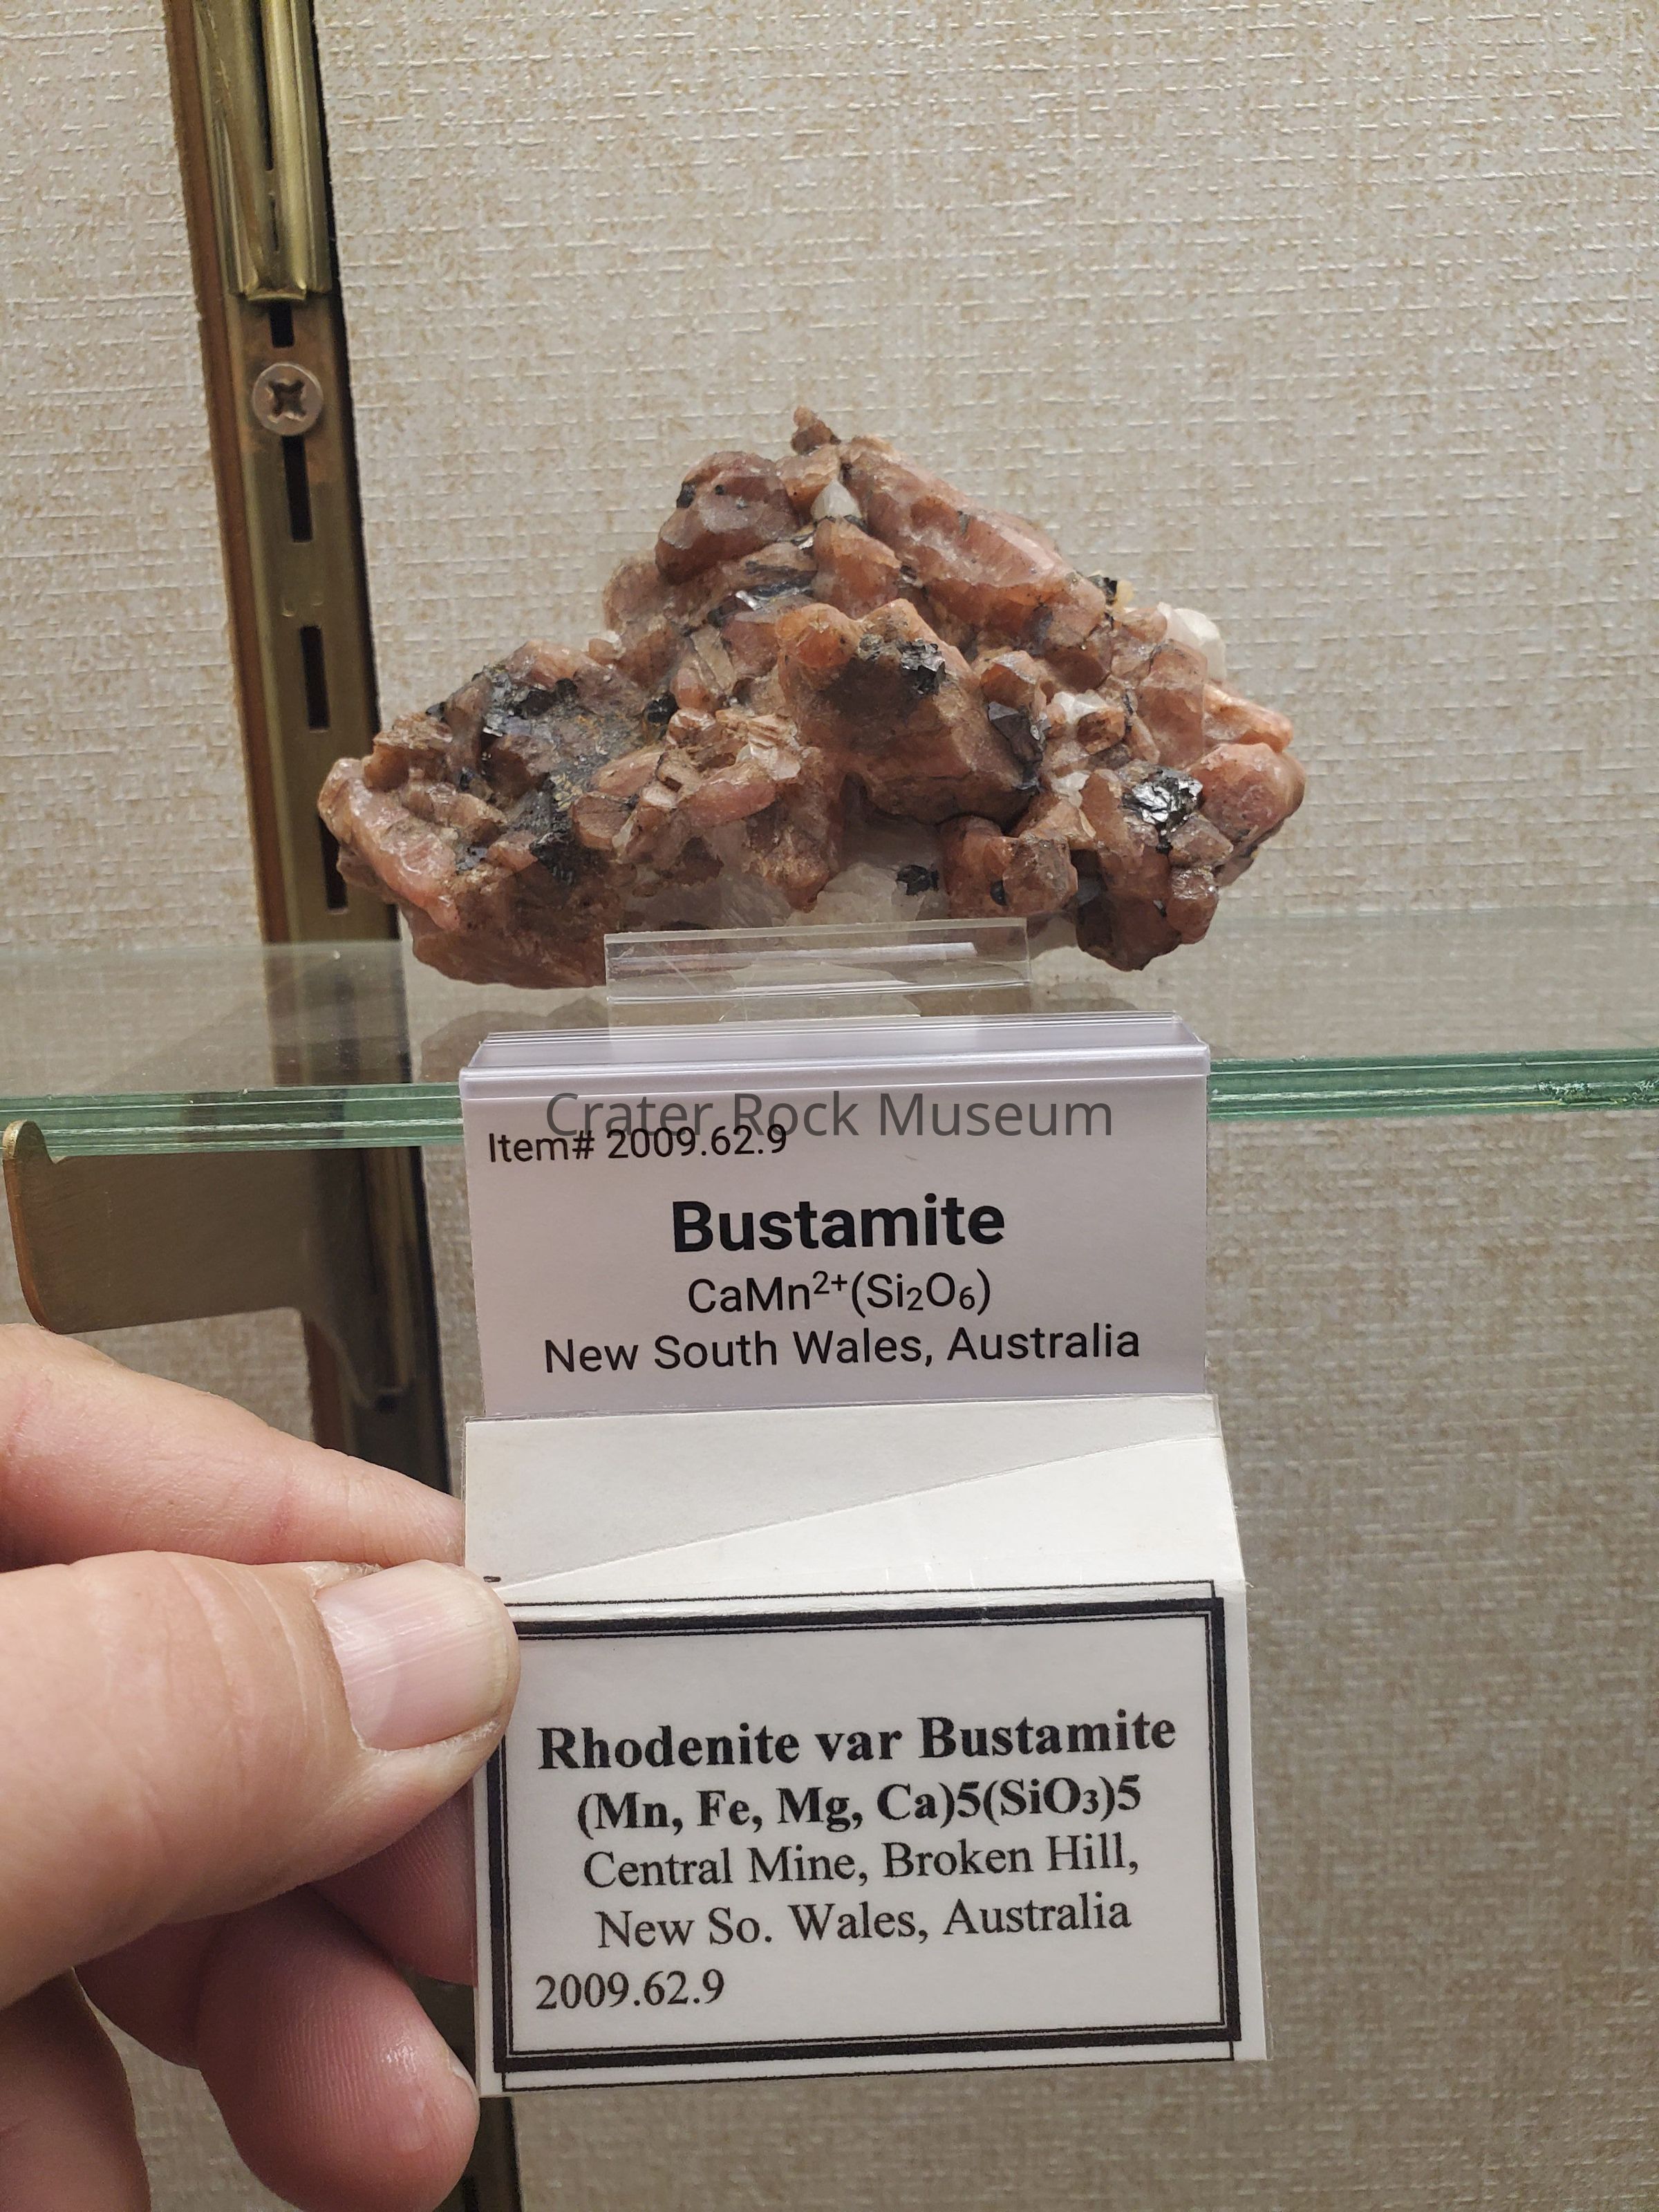 Crater Rock Museum
Item# 2009.62.9
Bustamite
CaMn²⁺(Si₂O₆)
New South Wales, Australia
Rhodenite var Bustamite
(Mn, Fe, Mg, Ca)5(SiO₃)5
Central Mine, Broken Hill,
New So. Wales, Australia
2009.62.9